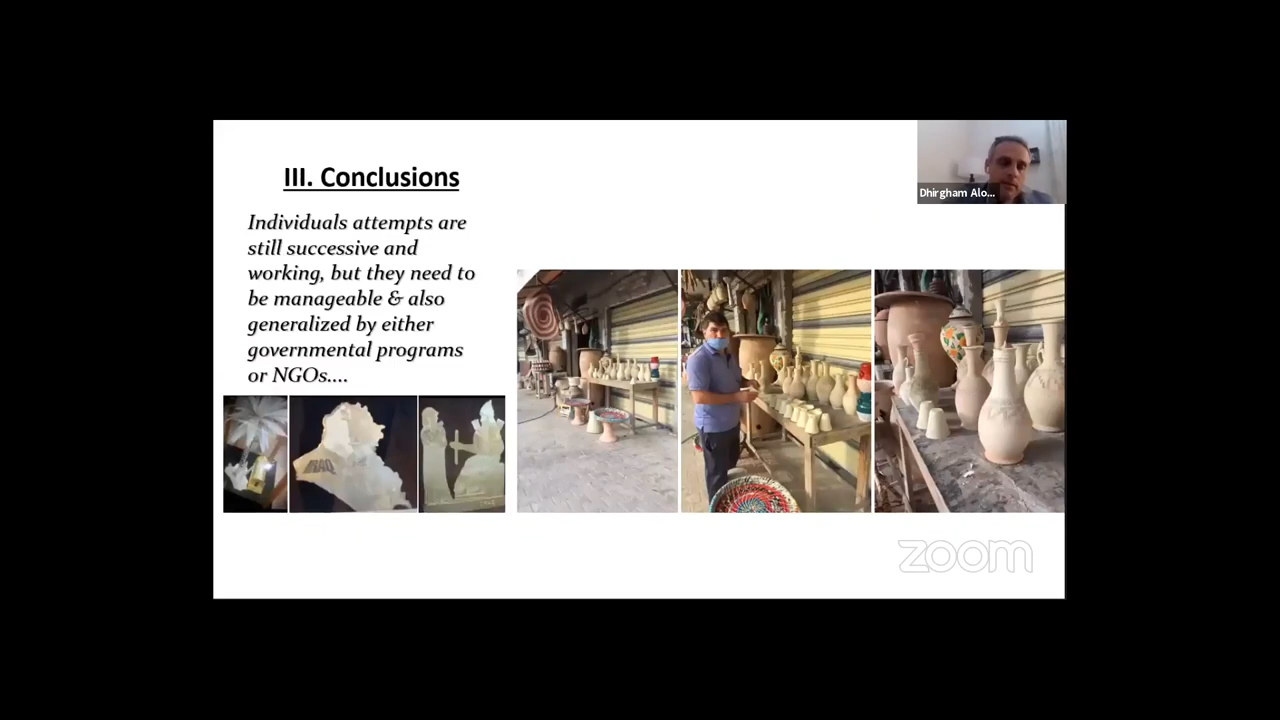 III. Conclusions
Individuals attempts are
still successive and
working, but they need to
be manageable & also
generalized by either
governmental programs
or NGOs....
Dhirgham Alo...
IRAQ
zoom